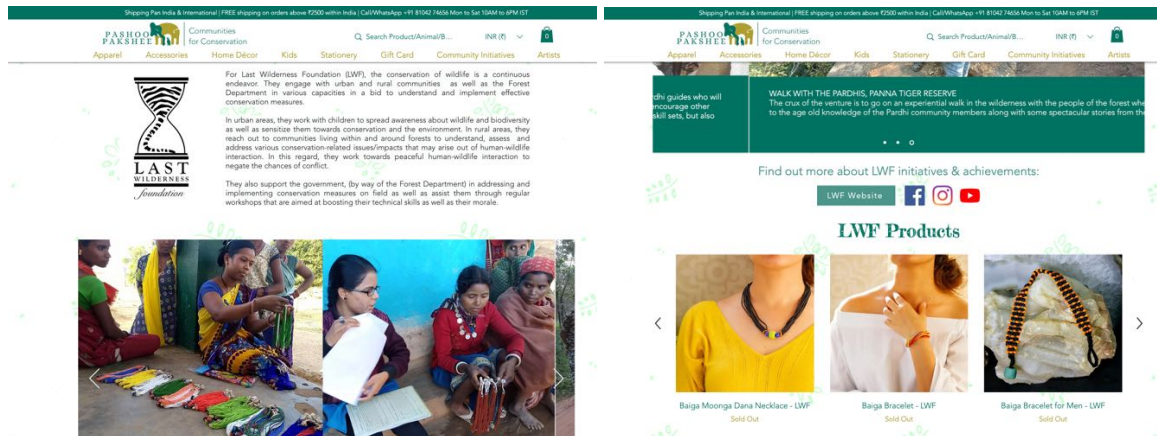 Shipping Pan India & International | FREE shipping on orders above ₹2500 within India | Call/WhatsApp +91 81042 74656 Mon to Sat 10AM to 6PM IST
PASHOO PAKSHEE
Communities
for Conservation
Search Product/Animal/B...
INR (₹)
0
Apparel Accessories Home Décor Kids Stationery Gift Card Community Initiatives Artists
LAST
WILDERNESS
foundation
For Last Wilderness Foundation (LWF), the conservation of wildlife is a continuous
endeavor. They engage with urban and rural communities as well as the Forest
Department in various capacities in a bid to understand and implement effective
conservation measures.
In urban areas, they work with children to spread awareness about wildlife and biodiversity
as well as sensitize them towards conservation and the environment. In rural areas, they
reach out to communities living within and around forests to understand, assess and
address various conservation-related issues/impacts that may arise out of human-wildlife
interaction. In this regard, they work towards peaceful human-wildlife interaction to
negate the chances of conflict.
They also support the government, (by way of the Forest Department) in addressing and
implementing conservation measures on field as well as assist them through regular
workshops that are aimed at boosting their technical skills as well as their morale.
Shipping Pan India & International | FREE shipping on orders above ₹2500 within India | Call/WhatsApp +91 81042 74656 Mon to Sat 10AM to 6PM IST
PASHOO PAKSHEE
Communities
for Conservation
Search Product/Animal/B...
INR (₹)
0
Apparel Accessories Home Décor Kids Stationery Gift Card Community Initiatives Artists
rdhi guides who will
encourage other
skill sets, but also
WALK WITH THE PARDHIS, PANNA TIGER RESERVE
The crux of the venture is to go on an experiential walk in the wilderness with the people of the forest whe
to the age old knowledge of the Pardhi community members along with some spectacular stories from the
Find out more about LWF initiatives & achievements:
LWF Website
LWF Products
Baiga Moonga Dana Necklace - LWF
Sold Out
Baiga Bracelet - LWF
Sold Out
Baiga Bracelet for Men - LWF
Sold Out